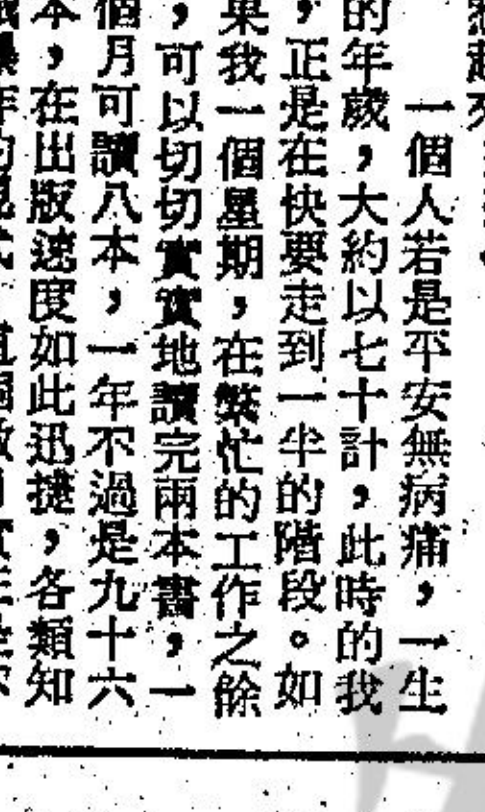 一個人若是平安無病痛，一生
的年歲，大約以七十計，此時的我
，正是在快要走到一半的階段。如
果我一個星期，在繁忙的工作之餘
，可以切切實實地讀完兩本書，一
個月可讀八本，一年不過是九十六
本，在出版速度如此迅捷，各類知